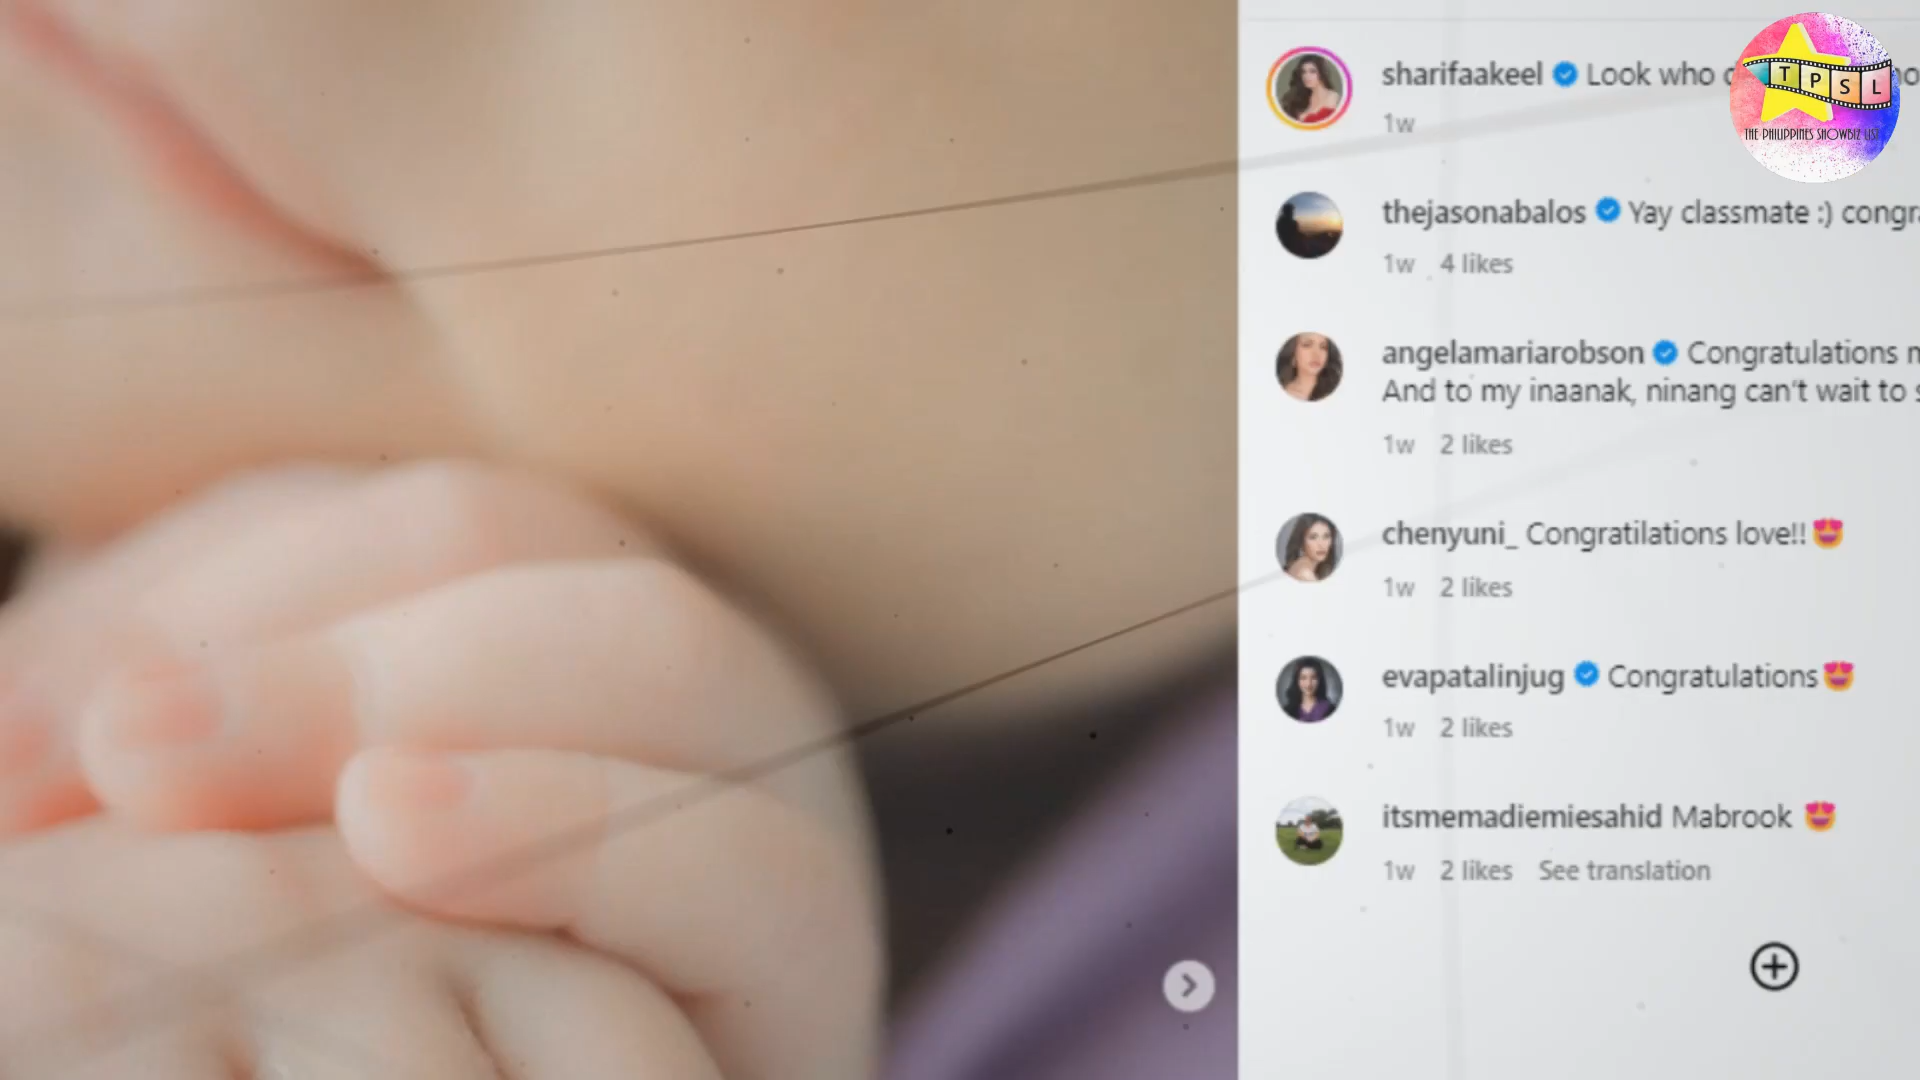 sharifaakeel Look who
1w
T P S L
THE PHILIPPINES SHOWBIZ LIST
thejasonabalos Yay classmate :) congra
1w 4 likes
angelamariarobson Congratulations
And to my inaanak, ninang can't wait to
1w 2 likes
chenyuni_ Congratilations love!!😍
1w 2 likes
evapatalinjug Congratulations😍
1w 2 likes
itsmemadiemiesahid Mabrook 😍
1w 2 likes See translation